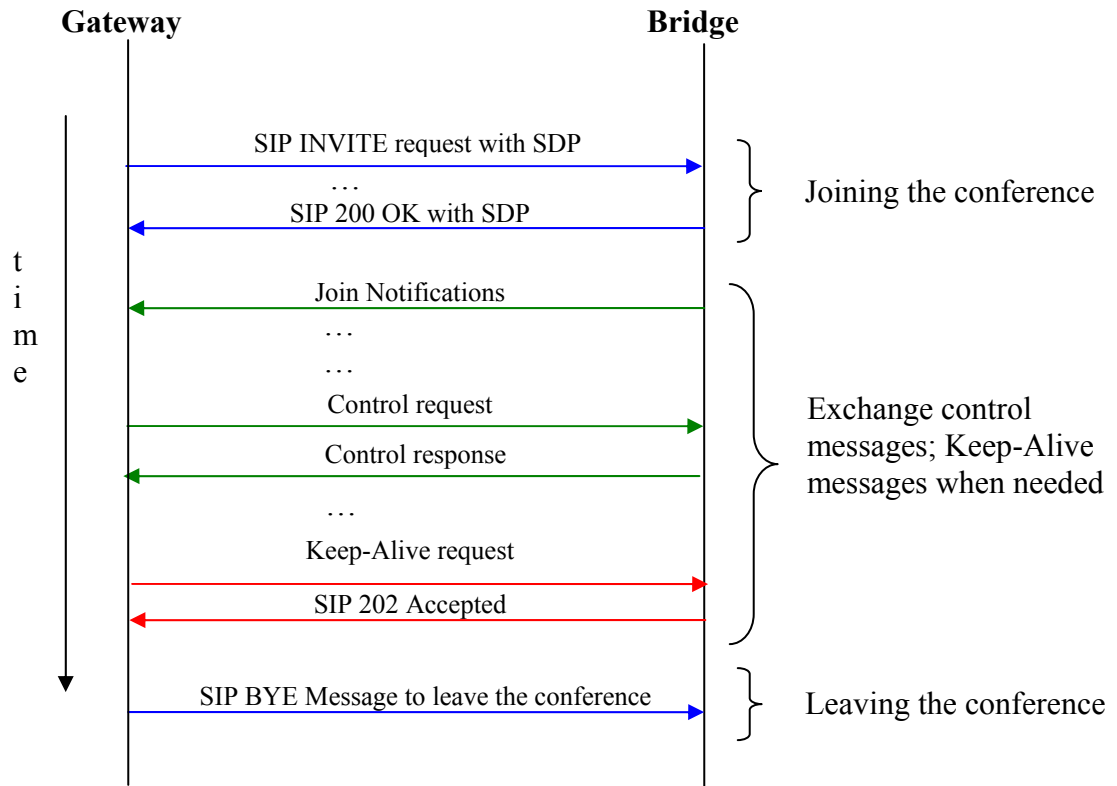 Gateway
Bridge
SIP INVITE request with SDP
…
SIP 200 OK with SDP
Joining the conference
t
i
m
e
Join Notifications
…
…
Control request
Control response
…
Keep-Alive request
SIP 202 Accepted
Exchange control
messages; Keep-Alive
messages when needed
SIP BYE Message to leave the conference
Leaving the conference